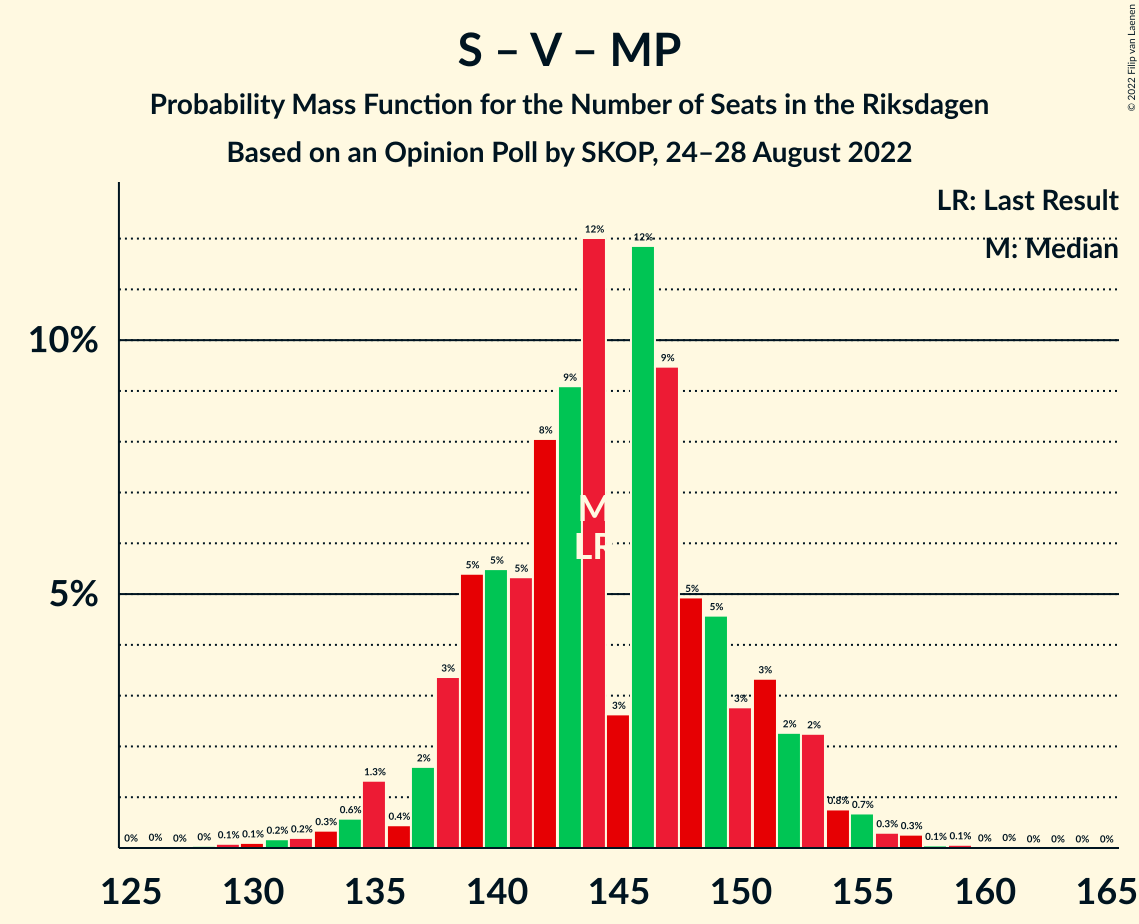 S – V – MP
Probability Mass Function for the Number of Seats in the Riksdagen
Based on an Opinion Poll by SKOP, 24–28 August 2022
© 2022 Filip van Laenen
LR: Last Result
M: Median
10%
5%
0% 0% 0% 0% 0.1% 0.1% 0.2% 0.2% 0.3% 0.6% 1.3% 0.4% 2% 3% 5% 5% 5% 8% 9% 12% 3% 12% 9% 5% 5% 3% 3% 2% 2% 0.8% 0.7% 0.3% 0.3% 0.1% 0.1% 0% 0% 0% 0% 0% 0%
M
LR
125 130 135 140 145 150 155 160 165